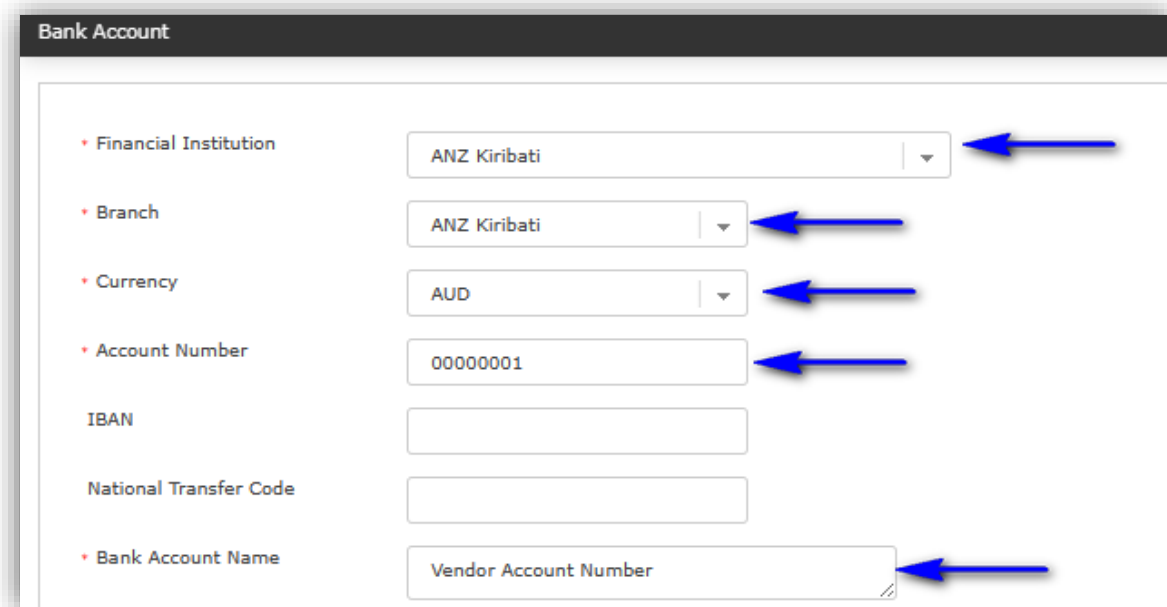 Bank Account
* Financial Institution ANZ Kiribati
* Branch ANZ Kiribati
* Currency AUD
* Account Number 00000001
IBAN
National Transfer Code
* Bank Account Name Vendor Account Number